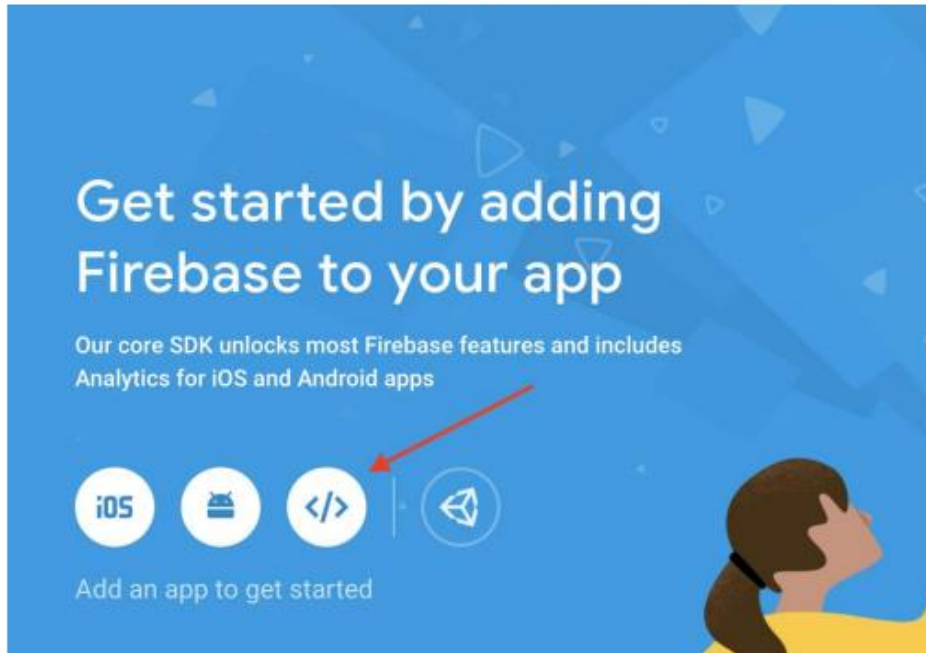 Get started by adding
Firebase to your app
Our core SDK unlocks most Firebase features and includes
Analytics for iOS and Android apps
iOS
</>
Add an app to get started